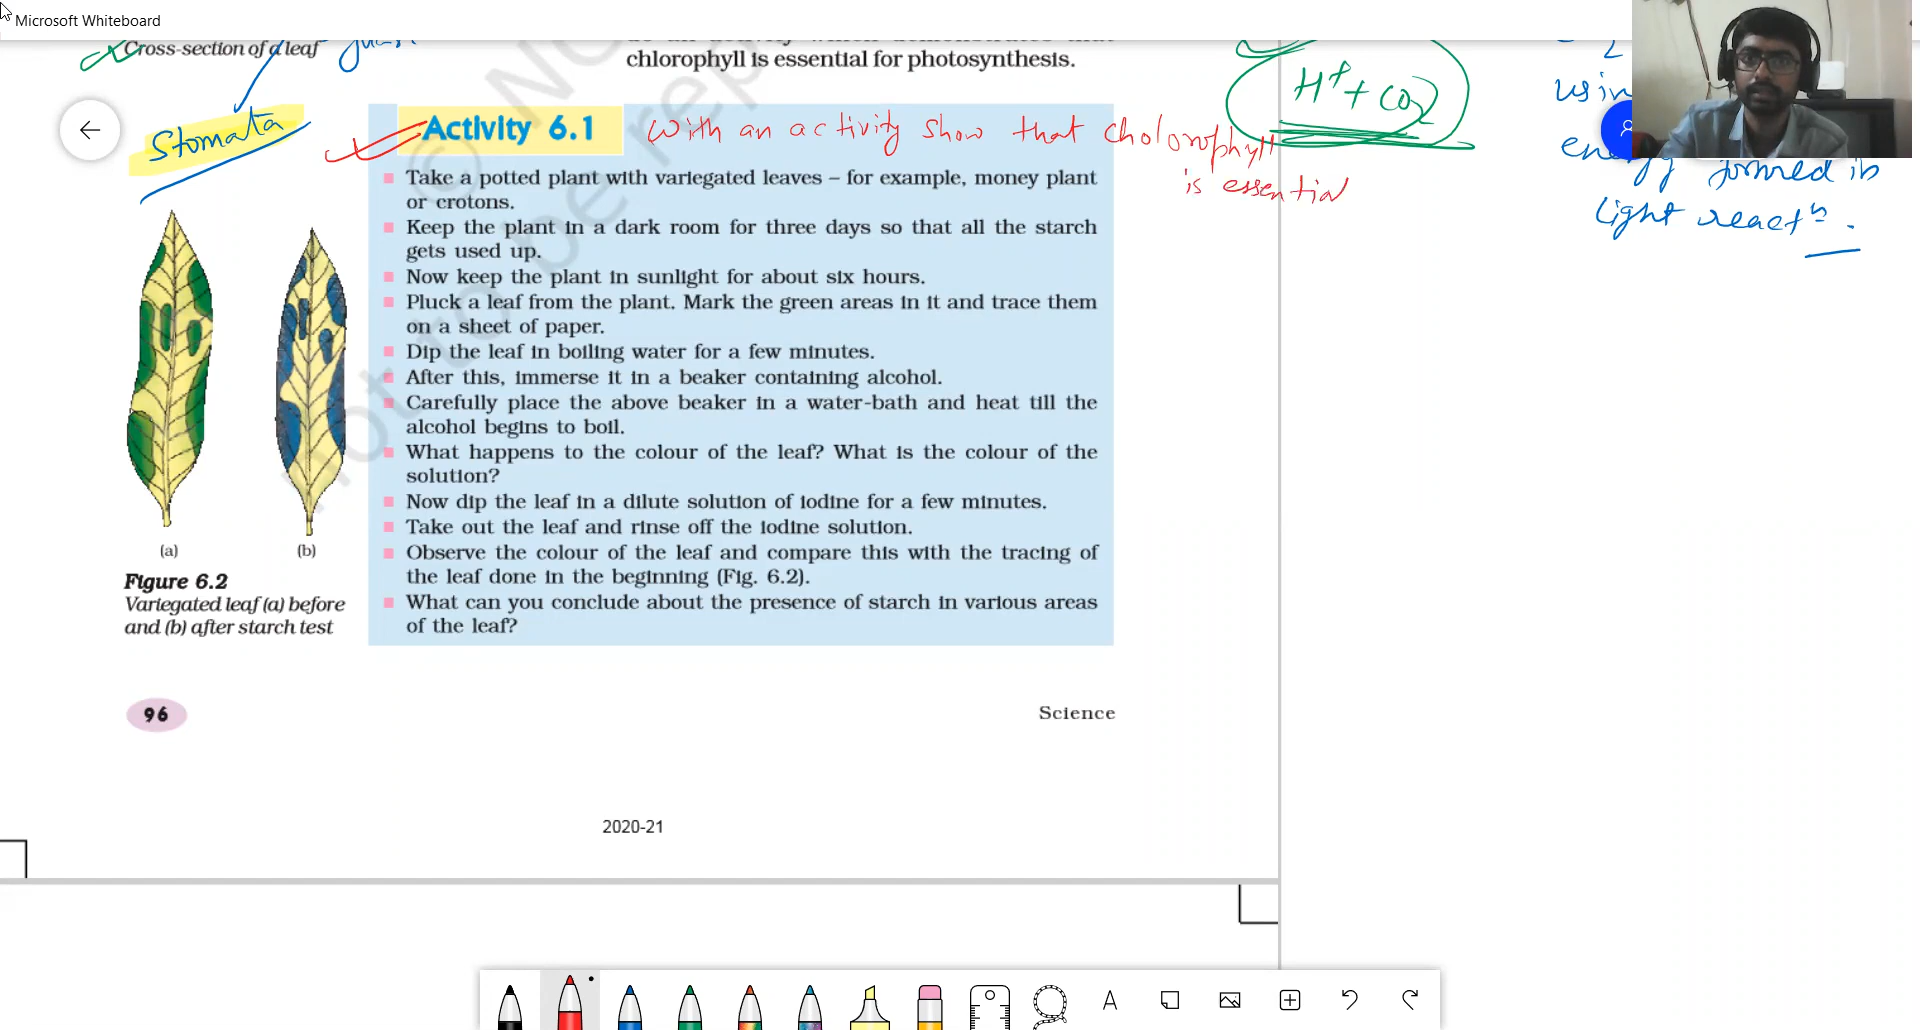 Microsoft Whiteboard
Cross-section of a leaf
chlorophyll is essential for photosynthesis.
H+ + CO2
Stomata
Activity 6.1
With an activity show that cholorophyll
is essential
Take a potted plant with variegated leaves – for example, money plant
or crotons.
Keep the plant in a dark room for three days so that all the starch
gets used up.
Now keep the plant in sunlight for about six hours.
Pluck a leaf from the plant. Mark the green areas in it and trace them
on a sheet of paper.
Dip the leaf in boiling water for a few minutes.
After this, immerse it in a beaker containing alcohol.
Carefully place the above beaker in a water-bath and heat till the
alcohol begins to boil.
What happens to the colour of the leaf? What is the colour of the
solution?
Now dip the leaf in a dilute solution of iodine for a few minutes.
Take out the leaf and rinse off the iodine solution.
Observe the colour of the leaf and compare this with the tracing of
the leaf done in the beginning (Fig. 6.2).
What can you conclude about the presence of starch in various areas
of the leaf?
(a)
(b)
Figure 6.2
Variegated leaf (a) before
and (b) after starch test
energy formed in
light reactn.
96
Science
2020-21
not to be